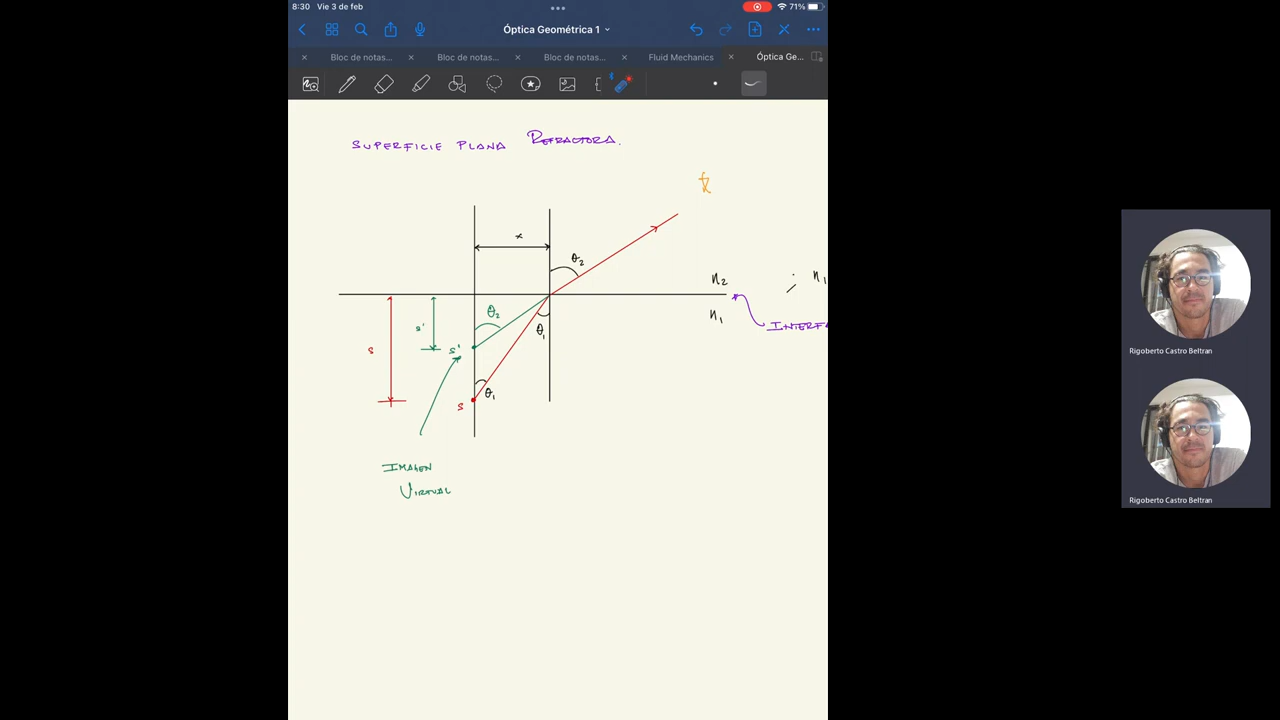 8:30 Vie 3 de feb
71%
Óptica Geométrica 1
Bloc de notas...
Bloc de notas...
Bloc de notas...
Fluid Mechanics
Óptica Ge...
SUPERFICIE PLANA REFRACTORA.
x
θ2
n2
; n1
n1
INTERFA
θ2
θ1
s'
s
s'
θ1
s
IMAGEN
VIRTUAL
Rigoberto Castro Beltran
Rigoberto Castro Beltran